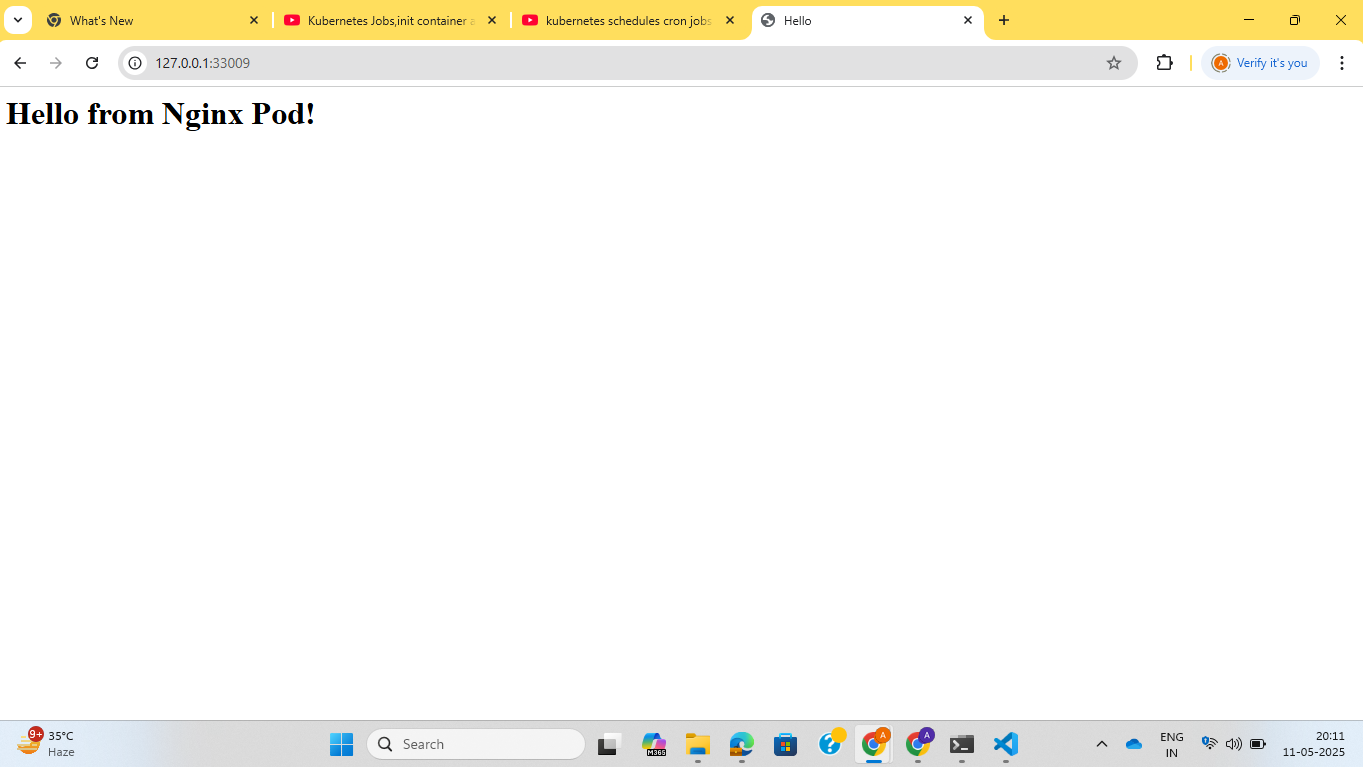 What's New
Kubernetes Jobs,init container a
kubernetes schedules cron jobs
Hello
127.0.0.1:33009
A
Verify it's you
Hello from Nginx Pod!
9+
35°C
Haze
Search
M365
A
A
ENG
IN
20:11
11-05-2025